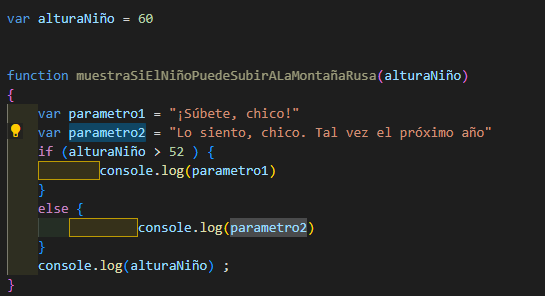 var alturaNiño = 60
function muestraSiElNiñoPuedeSubirALaMontañaRusa(alturaNiño)
{
var parametro1 = "¡Súbete, chico!"
var parametro2 = "Lo siento, chico. Tal vez el próximo año"
if (alturaNiño > 52 ) {
console.log(parametro1)
}
else {
console.log(parametro2)
}
console.log(alturaNiño) ;
}